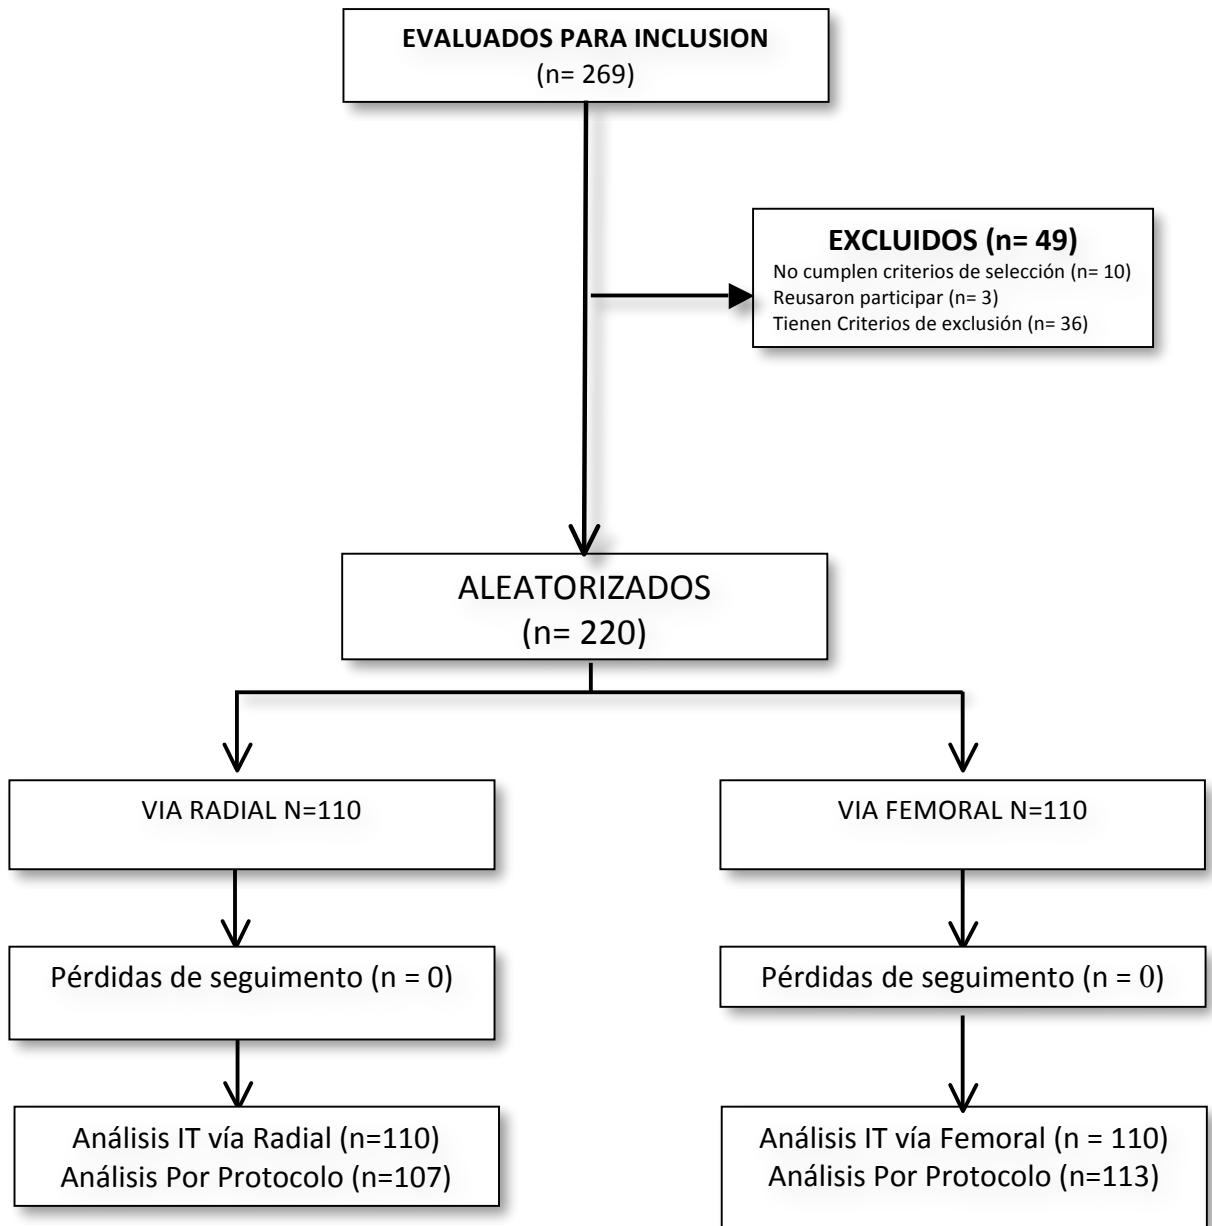 EVALUADOS PARA INCLUSION
(n= 269)
EXCLUIDOS (n= 49)
No cumplen criterios de selección (n= 10)
Reusaron participar (n= 3)
Tienen Criterios de exclusión (n= 36)
ALEATORIZADOS
(n= 220)
VIA RADIAL N=110
VIA FEMORAL N=110
Pérdidas de seguimento (n = 0)
Pérdidas de seguimento (n = 0)
Análisis IT vía Radial (n=110)
Análisis Por Protocolo (n=107)
Análisis IT vía Femoral (n = 110)
Análisis Por Protocolo (n=113)